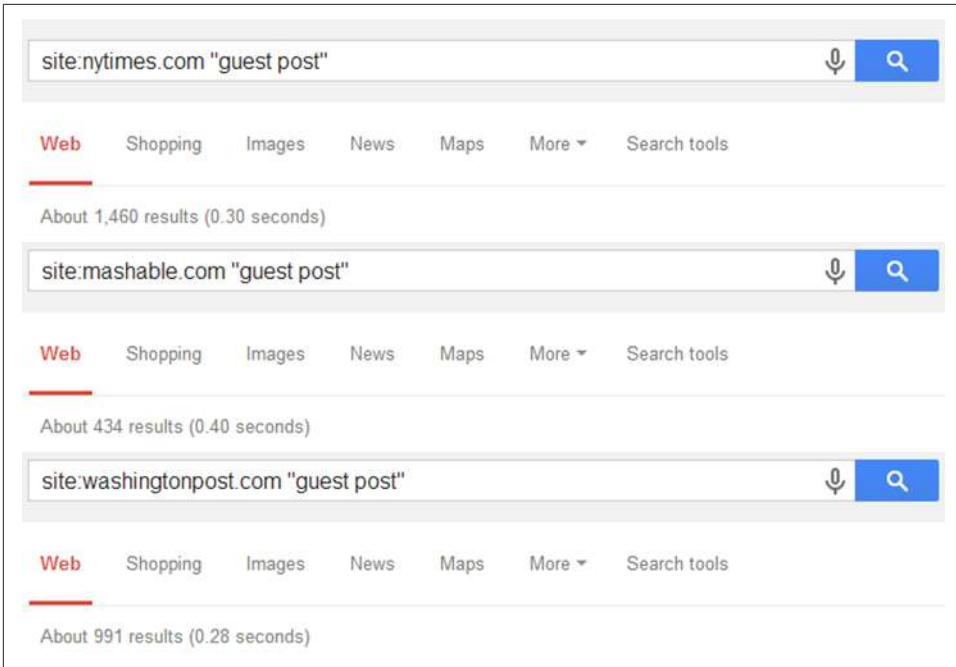 site:nytimes.com "guest post"
Web Shopping Images News Maps More Search tools
About 1,460 results (0.30 seconds)
site:mashable.com "guest post"
Web Shopping Images News Maps More Search tools
About 434 results (0.40 seconds)
site:washingtonpost.com "guest post"
Web Shopping Images News Maps More Search tools
About 991 results (0.28 seconds)